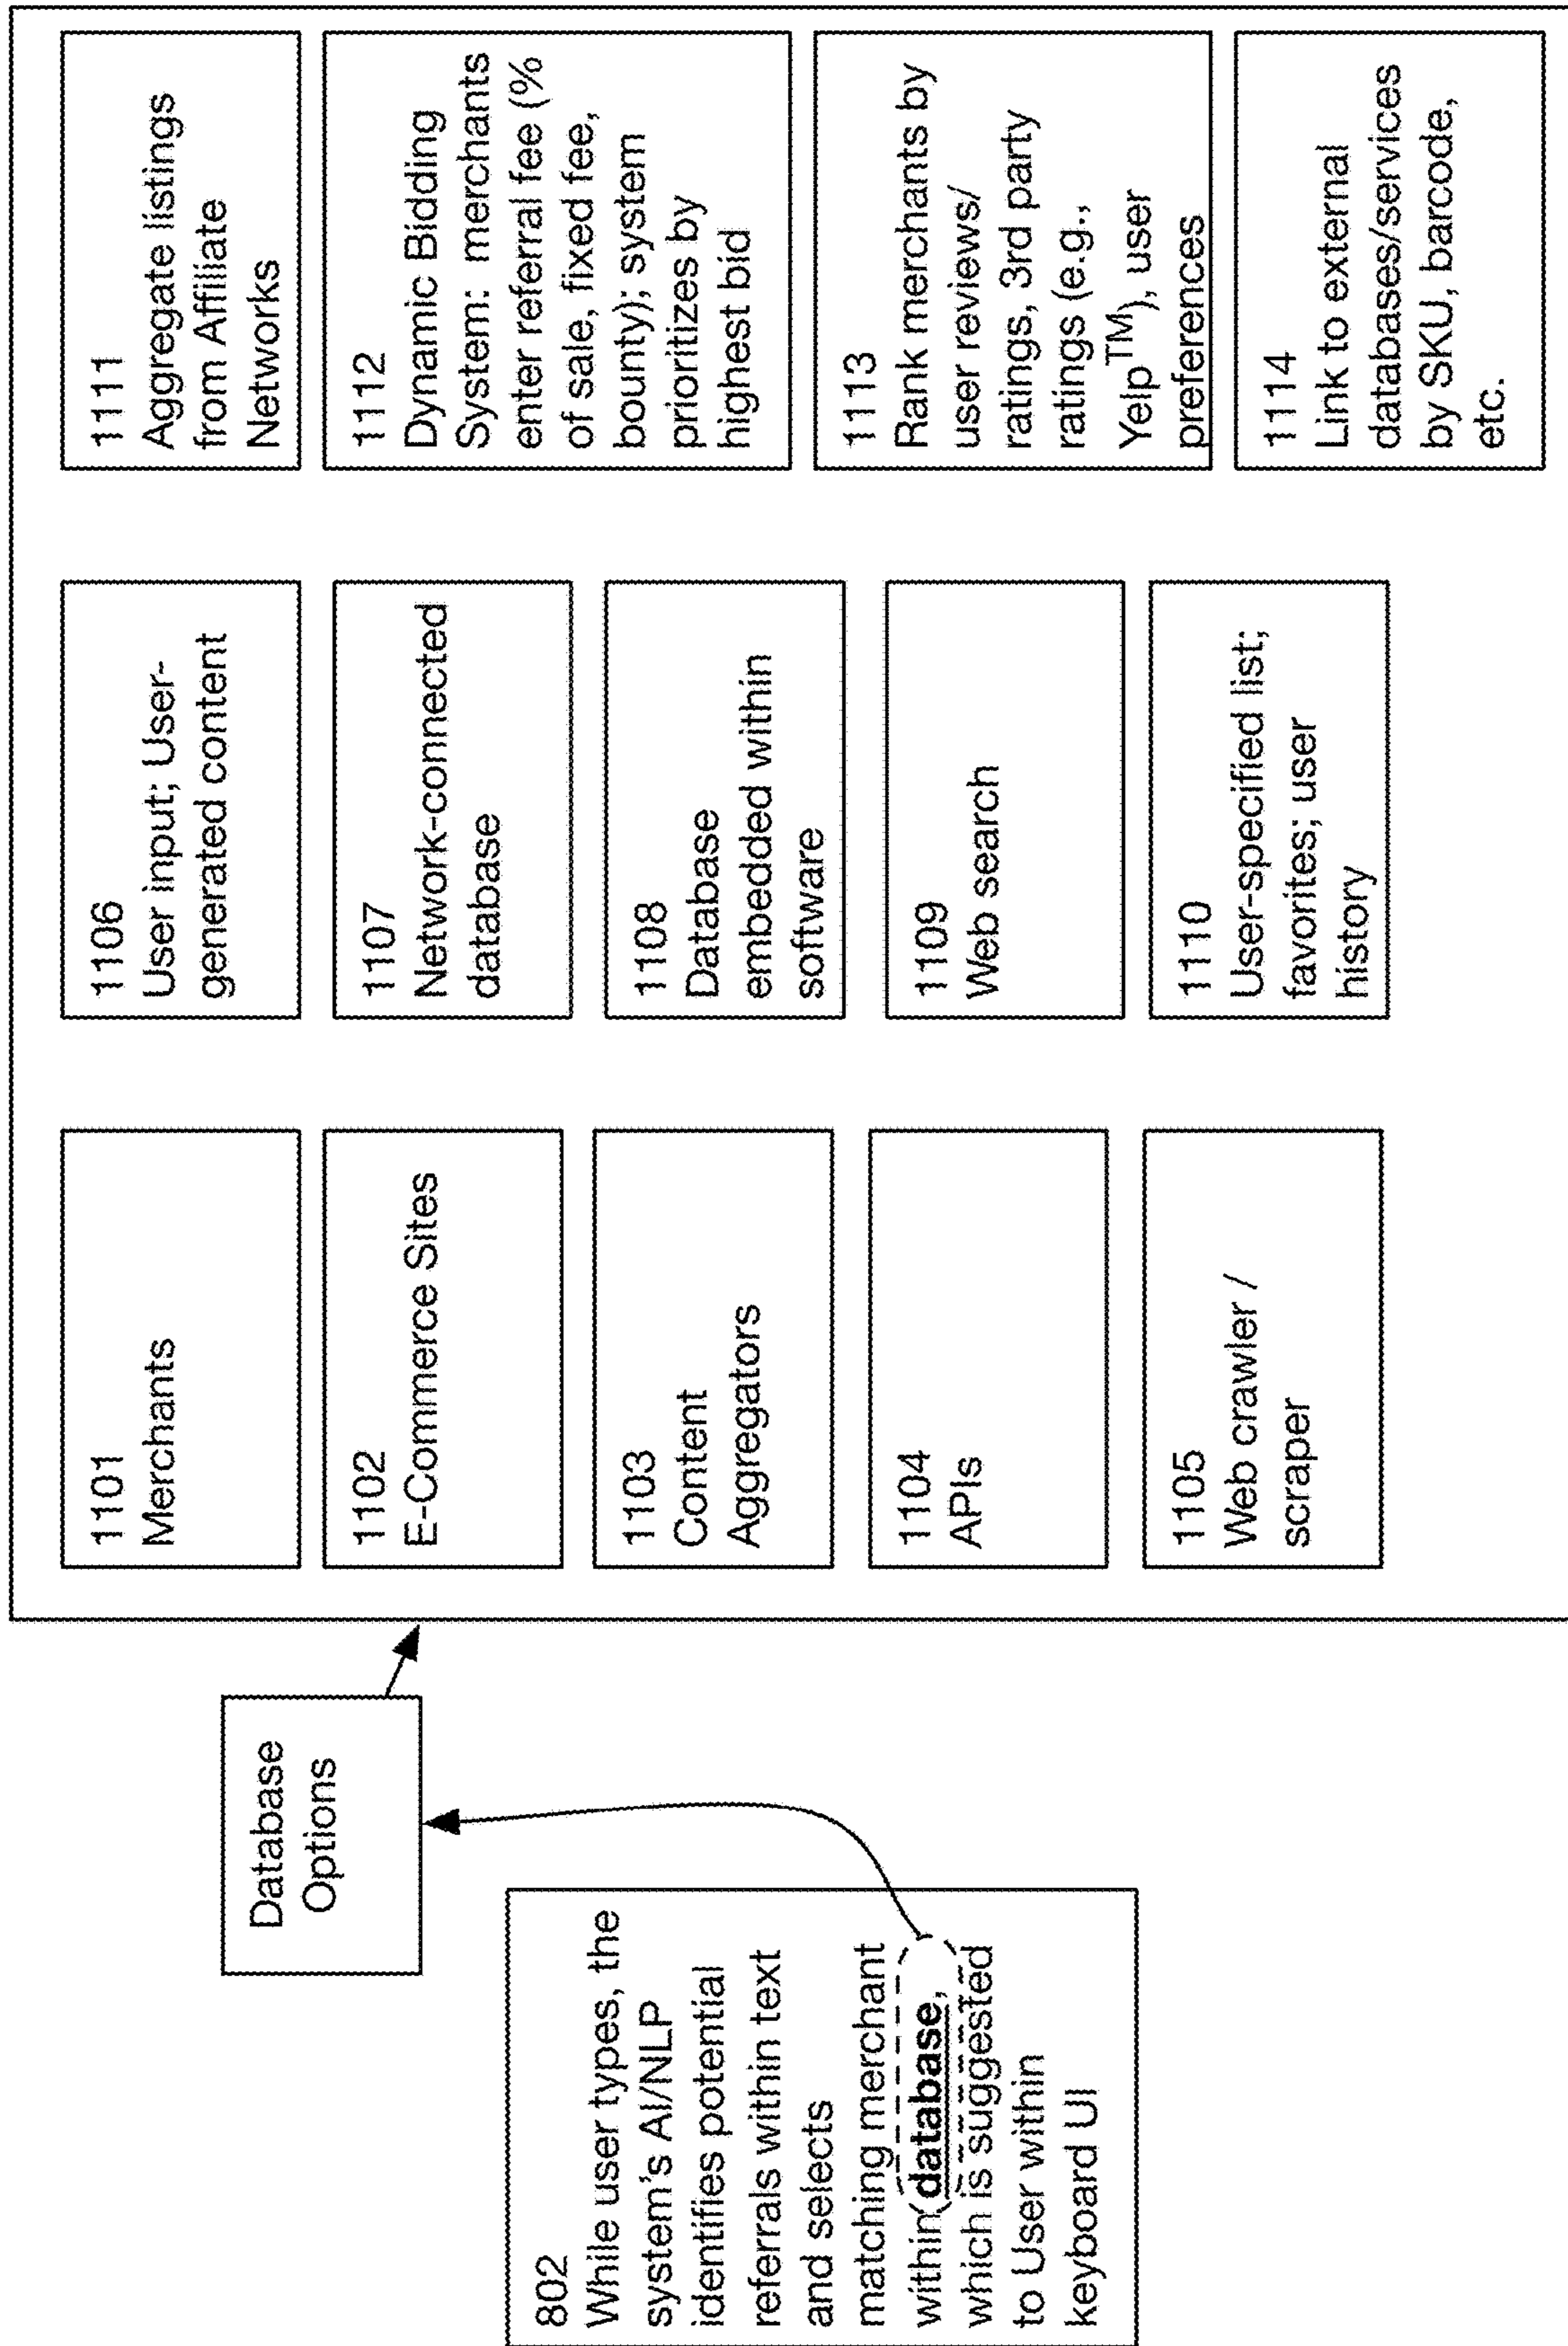 802
While user types, the
system's AI/NLP
identifies potential
referrals within text
and selects
matching merchant
within database,
which is suggested
to User within
keyboard UI
Database
Options
1101
Merchants
1102
E-Commerce Sites
1103
Content
Aggregators
1104
APIs
1105
Web crawler /
scraper
1106
User input; User-
generated content
1107
Network-connected
database
1108
Database
embedded within
software
1109
Web search
1110
User-specified list;
favorites; user
history
1111
Aggregate listings
from Affiliate
Networks
1112
Dynamic Bidding
System: merchants
enter referral fee (%
of sale, fixed fee,
bounty); system
prioritizes by
highest bid
1113
Rank merchants by
user reviews/
ratings, 3rd party
ratings (e.g.,
Yelp™), user
preferences
1114
Link to external
databases/services
by SKU, barcode,
etc.